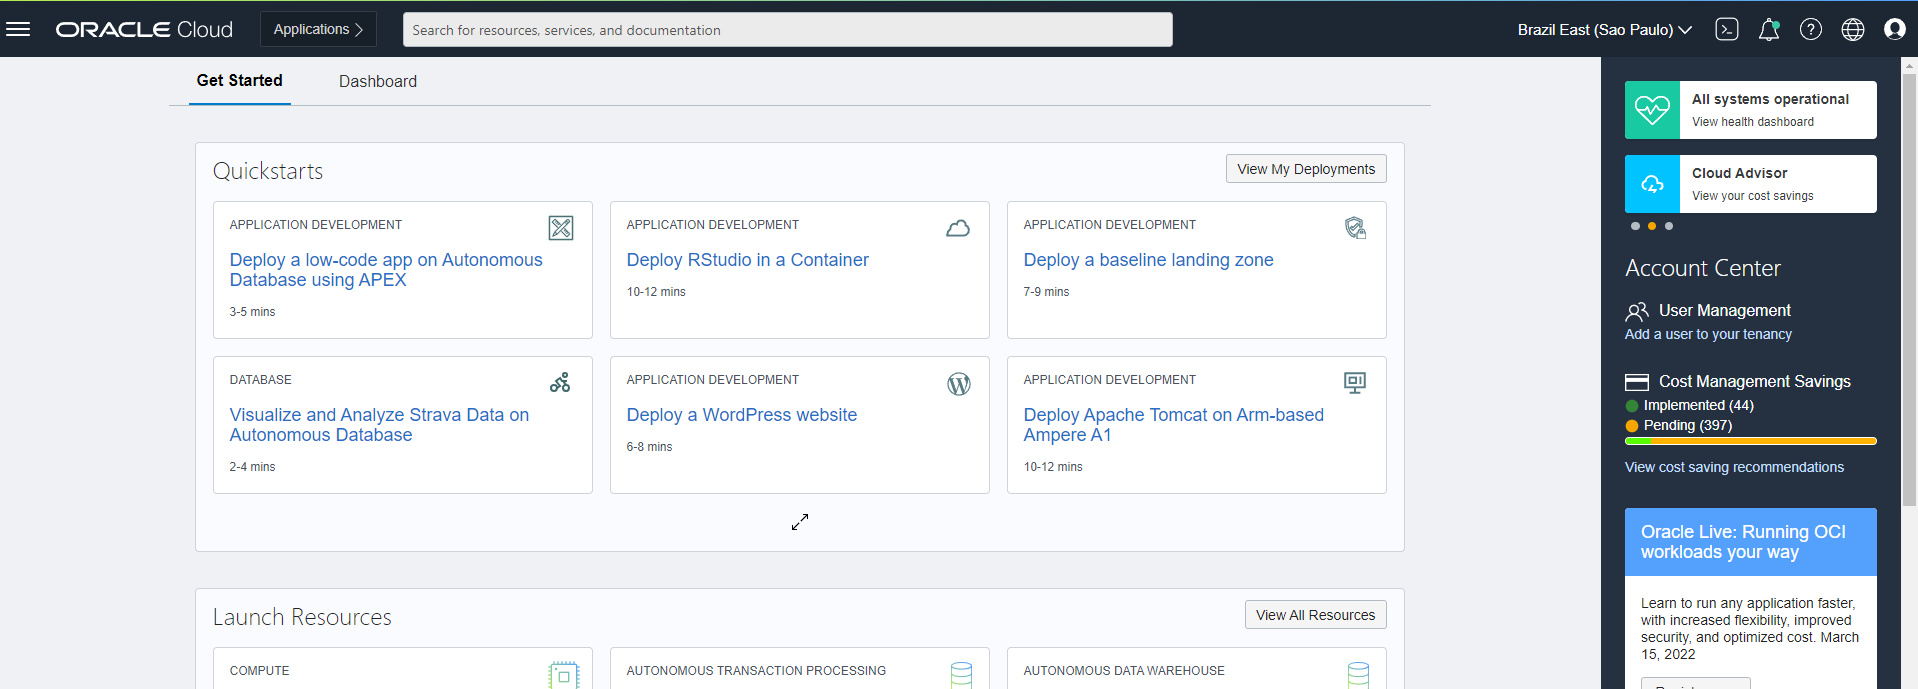 ORACLE Cloud
Applications
Search for resources, services, and documentation
Brazil East (Sao Paulo)
Get Started
Dashboard
Quickstarts
View My Deployments
APPLICATION DEVELOPMENT
Deploy a low-code app on Autonomous
Database using APEX
3-5 mins
APPLICATION DEVELOPMENT
Deploy RStudio in a Container
10-12 mins
APPLICATION DEVELOPMENT
Deploy a baseline landing zone
7-9 mins
DATABASE
Visualize and Analyze Strava Data on
Autonomous Database
2-4 mins
APPLICATION DEVELOPMENT
Deploy a WordPress website
6-8 mins
APPLICATION DEVELOPMENT
Deploy Apache Tomcat on Arm-based
Ampere A1
10-12 mins
Launch Resources
View All Resources
COMPUTE
AUTONOMOUS TRANSACTION PROCESSING
AUTONOMOUS DATA WAREHOUSE
All systems operational
View health dashboard
Cloud Advisor
View your cost savings
Account Center
User Management
Add a user to your tenancy
Cost Management Savings
Implemented (44)
Pending (397)
View cost saving recommendations
Oracle Live: Running OCI
workloads your way
Learn to run any application faster,
with increased flexibility, improved
security, and optimized cost. March
15, 2022